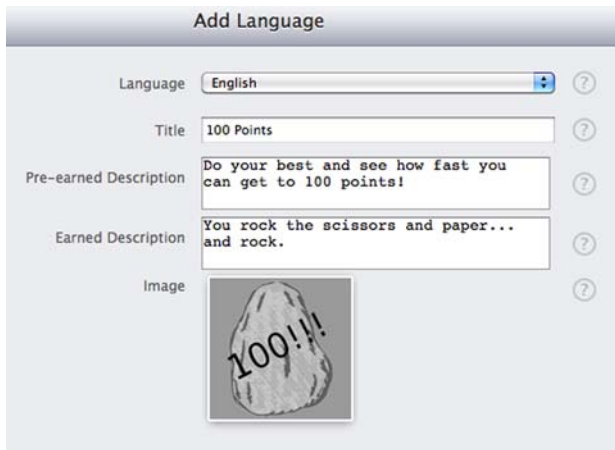 Add Language
Language English ?
Title 100 Points ?
Pre-earned Description Do your best and see how fast you
can get to 100 points! ?
Earned Description You rock the scissors and paper...
and rock. ?
Image ?
100!!!